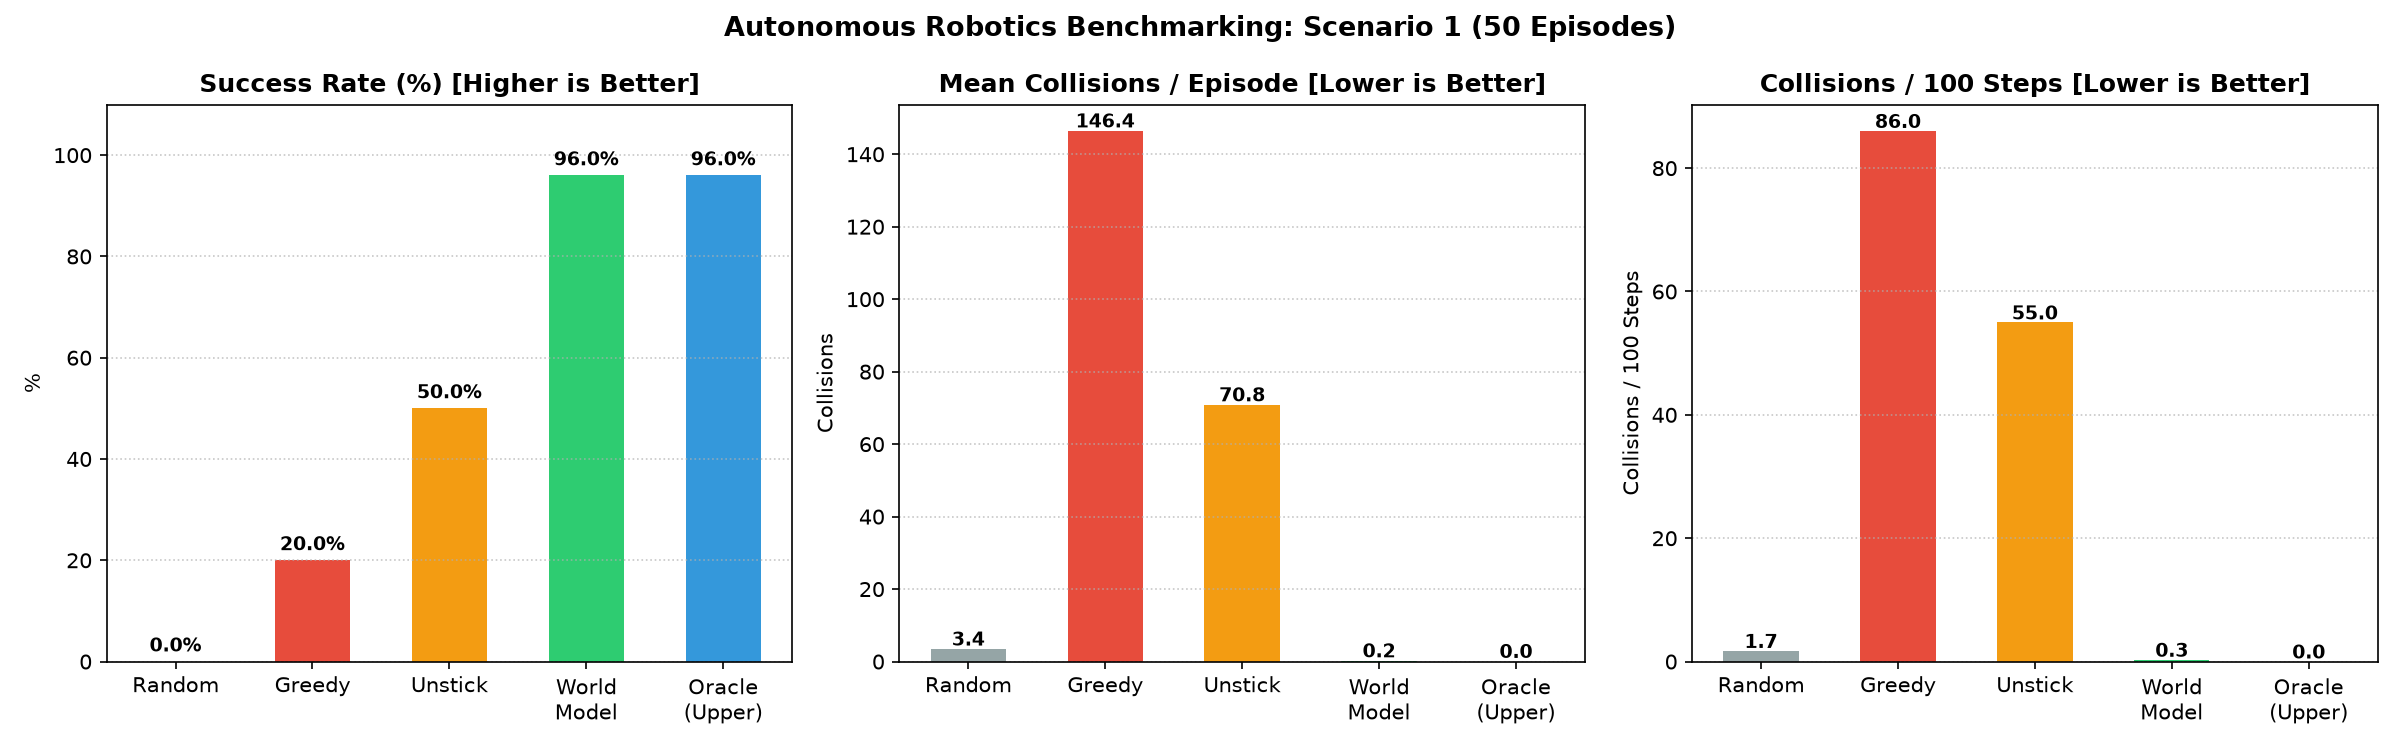 Autonomous Robotics Benchmarking: Scenario 1 (50 Episodes)
Success Rate (%) [Higher is Better]
%
100
80
60
40
20
0
0.0%
20.0%
50.0%
96.0%
96.0%
Random
Greedy
Unstick
World
Model
Oracle
(Upper)
Mean Collisions / Episode [Lower is Better]
Collisions
140
120
100
80
60
40
20
0
3.4
146.4
70.8
0.2
0.0
Random
Greedy
Unstick
World
Model
Oracle
(Upper)
Collisions / 100 Steps [Lower is Better]
Collisions / 100 Steps
80
60
40
20
0
1.7
86.0
55.0
0.3
0.0
Random
Greedy
Unstick
World
Model
Oracle
(Upper)